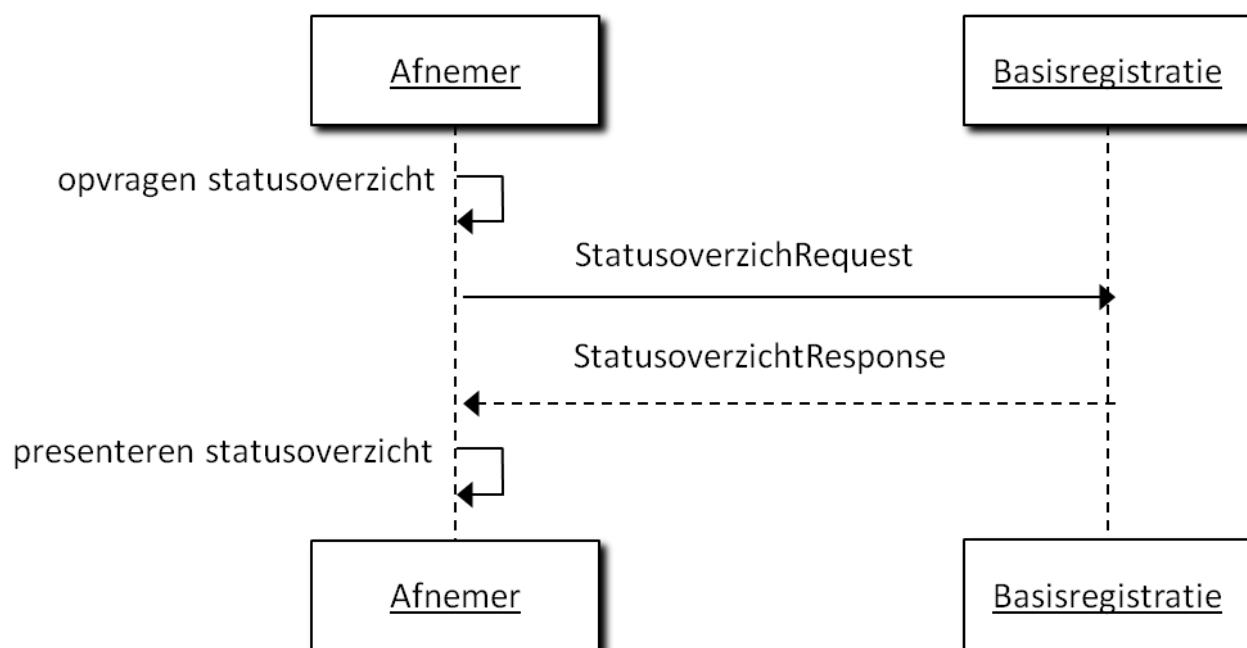 Afnemer
Basisregistratie
opvragen statusoverzicht
StatusoverzichRequest
StatusoverzichtResponse
presenteren statusoverzicht
Afnemer
Basisregistratie